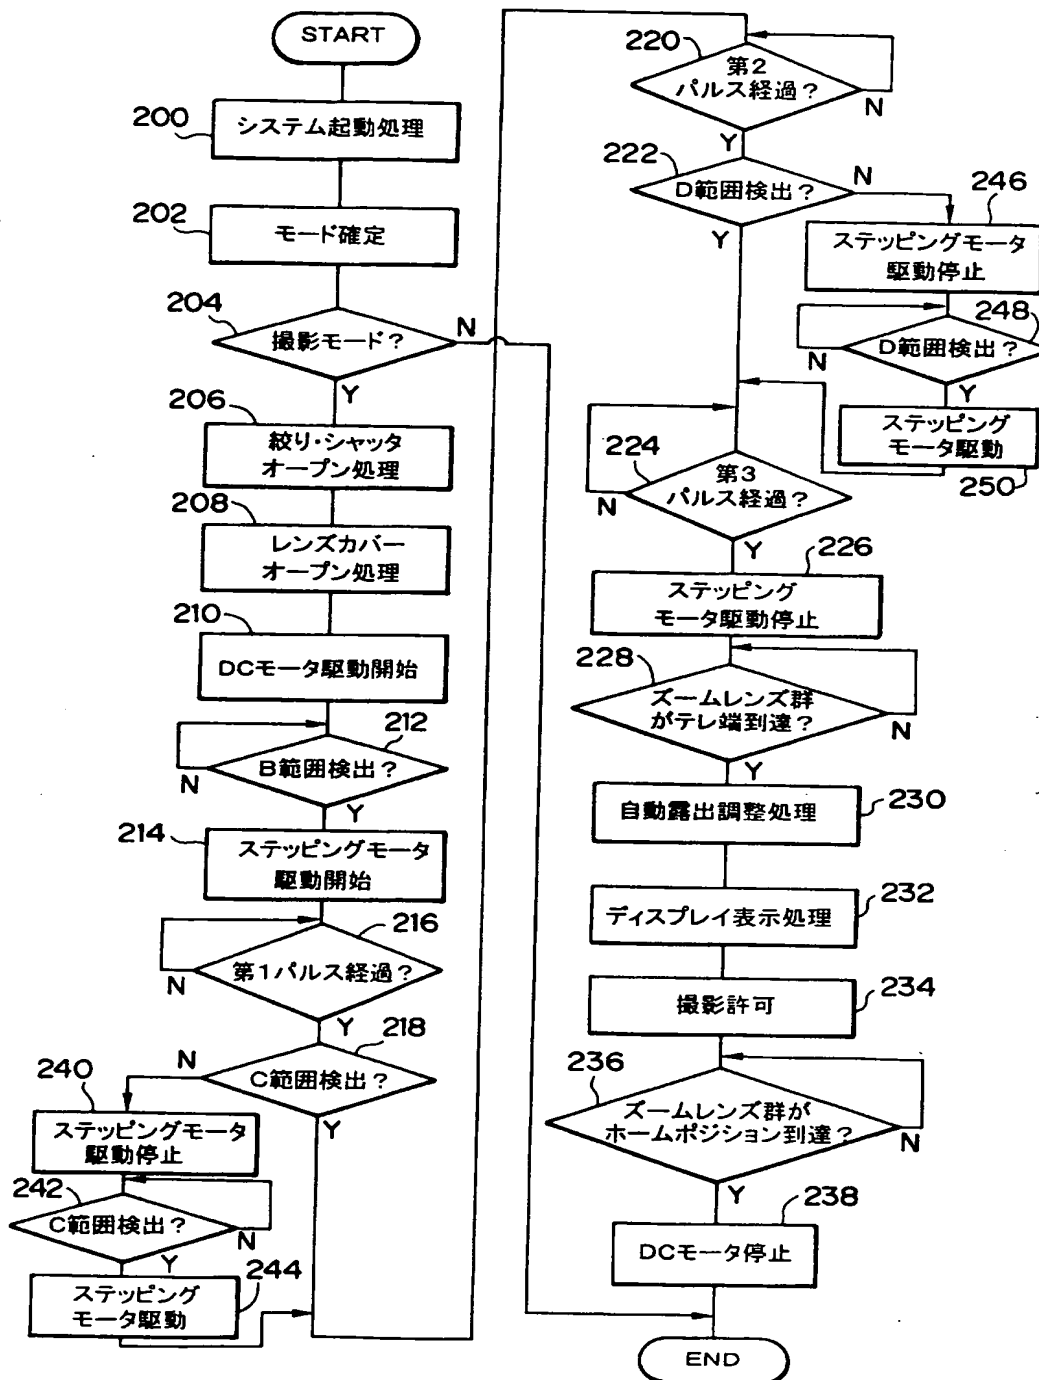 START
200
システム起動処理
202
モード確定
204
撮影モード？
N
Y
206
絞り・シャッタ
オープン処理
208
レンズカバー
オープン処理
210
DCモータ駆動開始
212
B範囲検出？
N
Y
214
ステッピングモータ
駆動開始
216
第1パルス経過？
N
Y
218
C範囲検出？
N
Y
240
ステッピングモータ
駆動停止
242
C範囲検出？
N
Y
244
ステッピング
モータ駆動
220
第2
パルス経過？
N
Y
222
D範囲検出？
N
Y
246
ステッピングモータ
駆動停止
248
D範囲検出？
N
Y
ステッピング
モータ駆動
250
224
第3
パルス経過？
N
Y
226
ステッピング
モータ駆動停止
228
ズームレンズ群
がテレ端到達？
N
Y
自動露出調整処理
230
ディスプレイ表示処理
232
撮影許可
234
236
ズームレンズ群が
ホームポジション到達？
N
Y
238
DCモータ停止
END